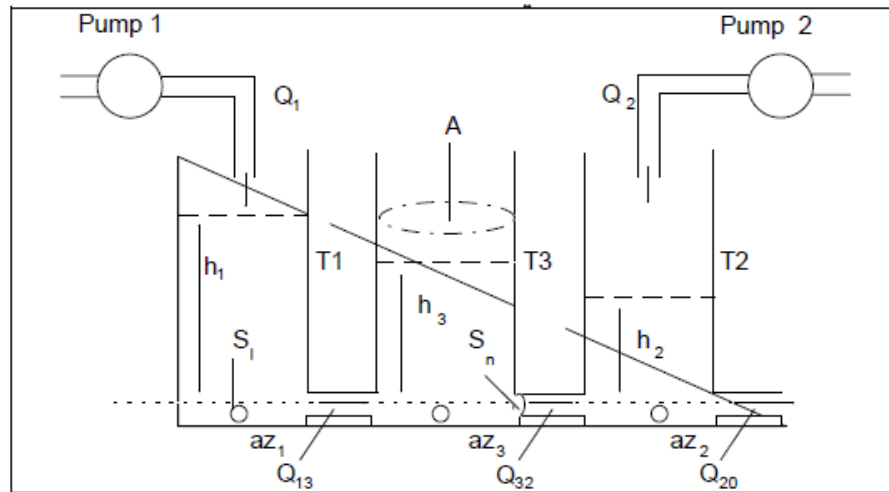 Pump 1
Pump 2
Q1
Q2
A
T1
T3
T2
h1
h3
h2
Sl
Sn
az1
az3
az2
Q13
Q32
Q20